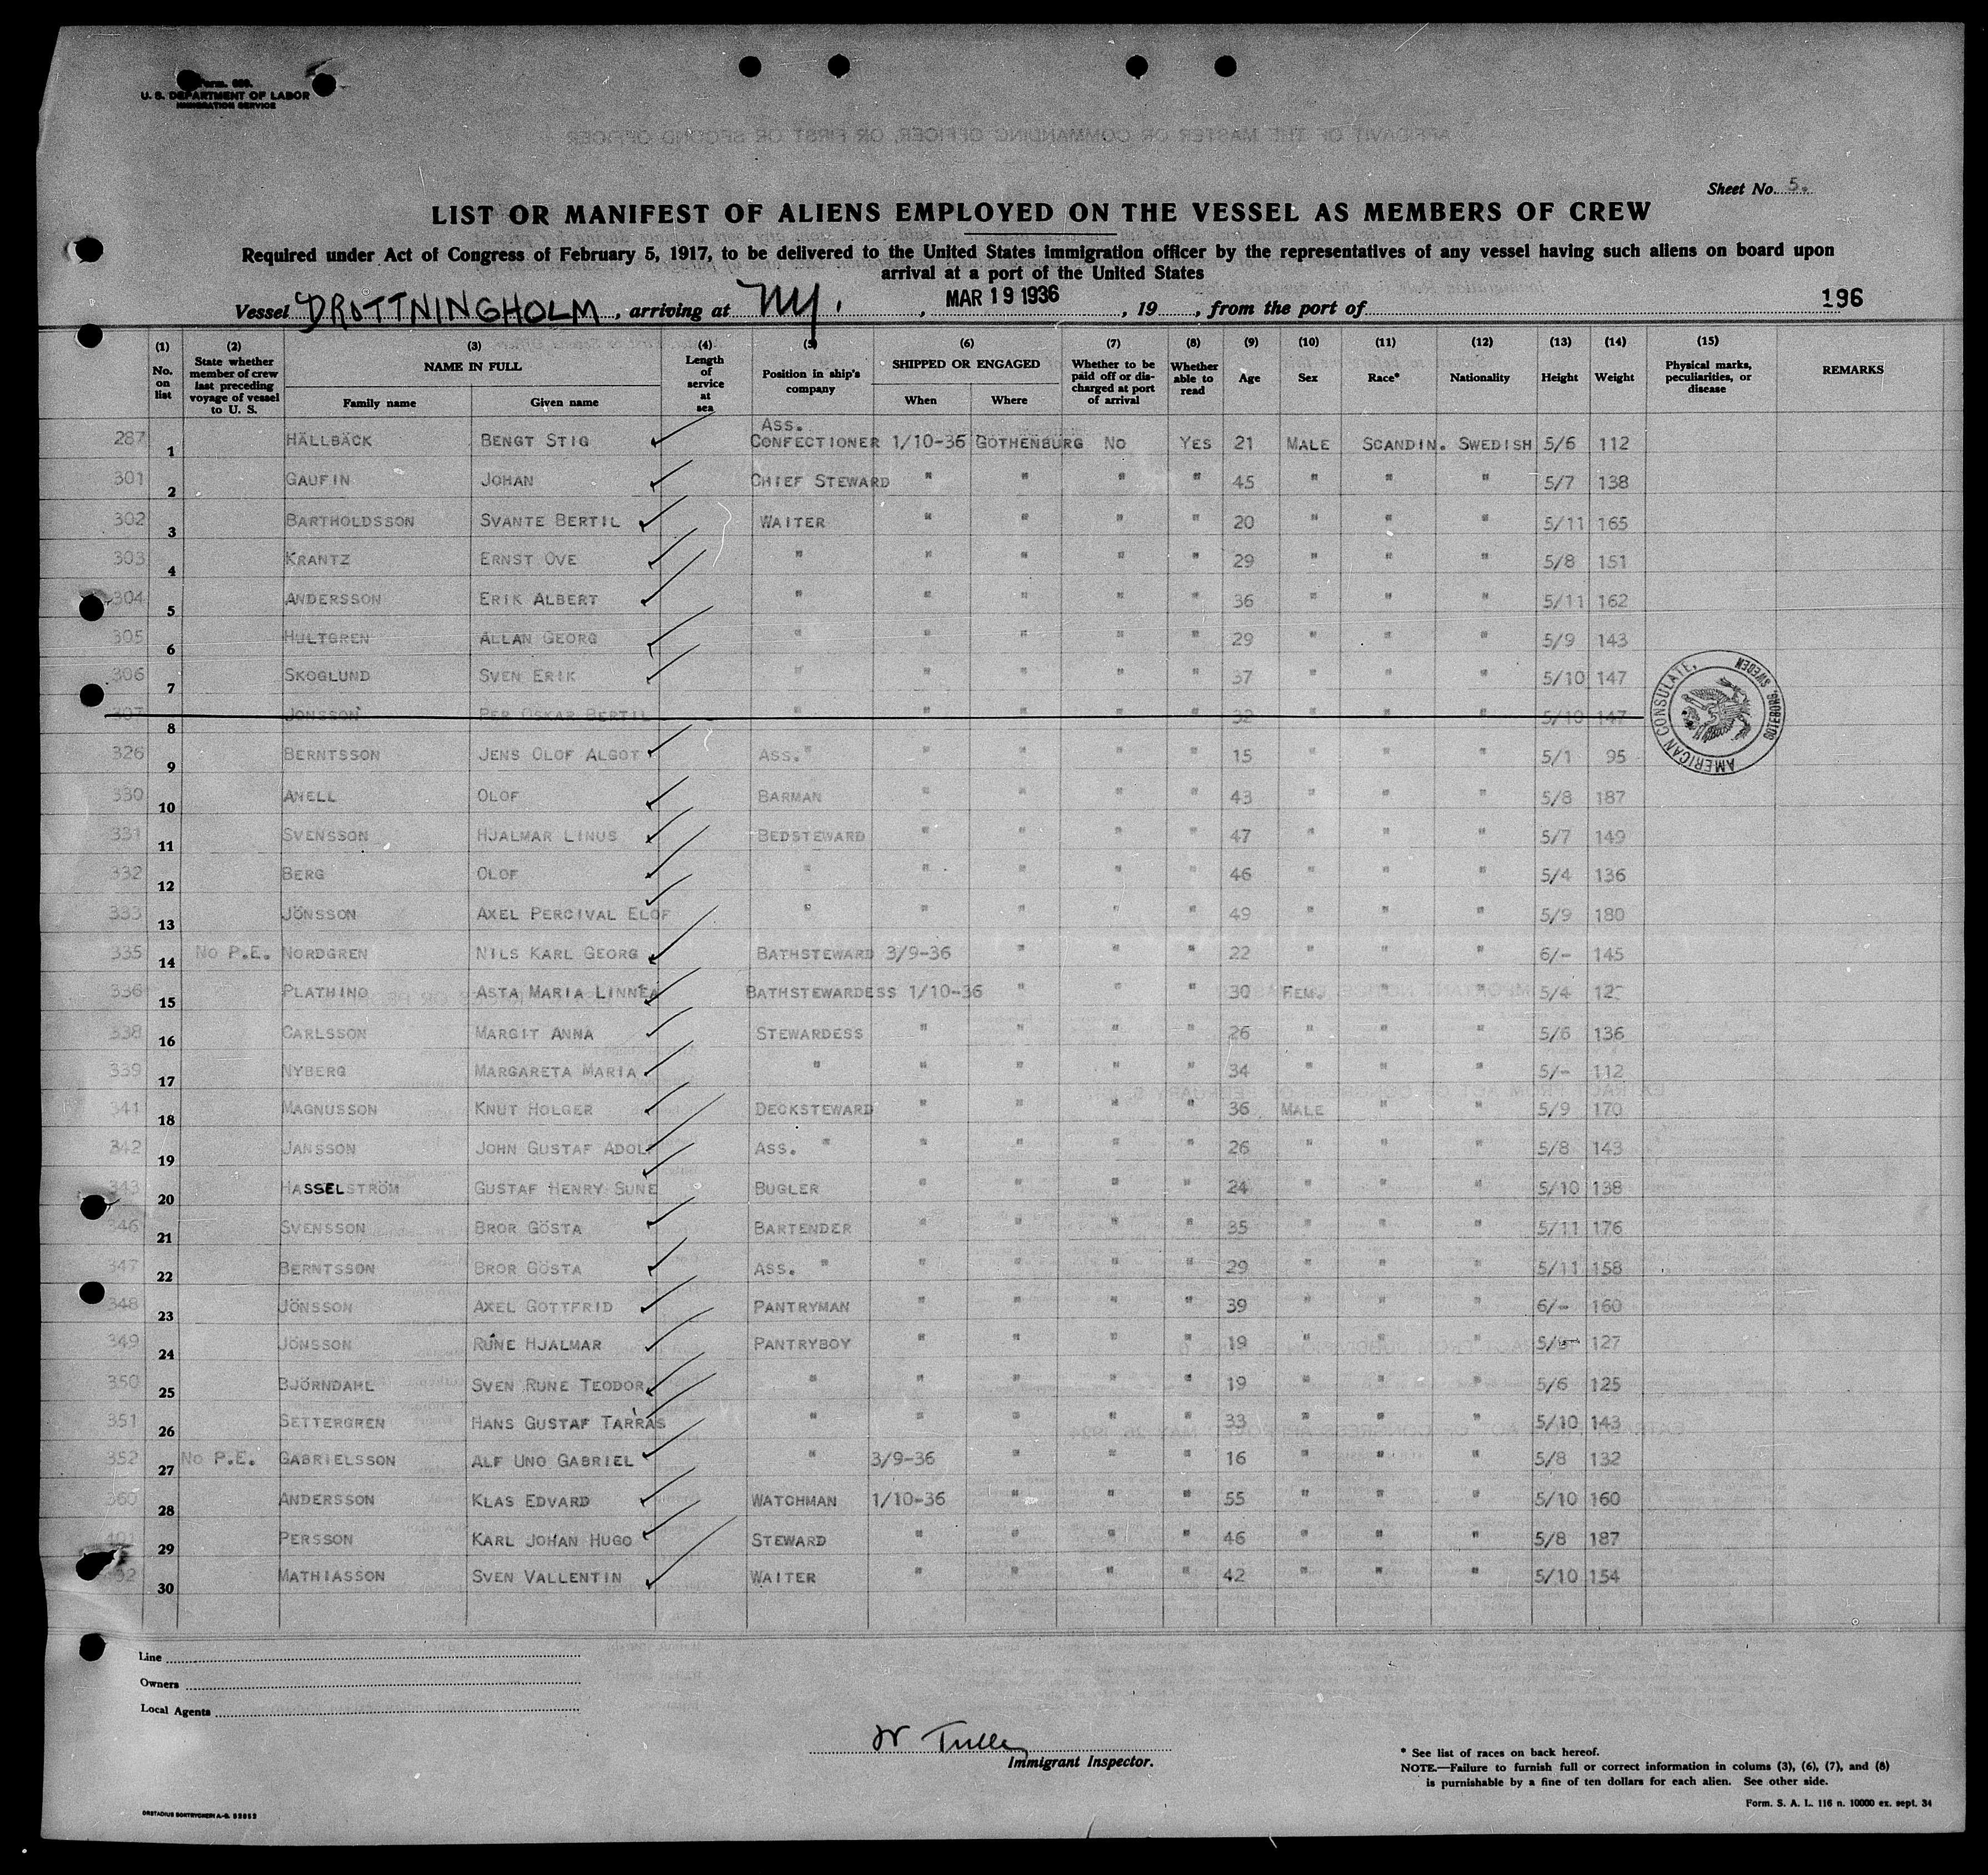 Form. 689.
U. S. DEPARTMENT OF LABOR
IMMIGRATION SERVICE
Sheet No. 5.
LIST OR MANIFEST OF ALIENS EMPLOYED ON THE VESSEL AS MEMBERS OF CREW
Required under Act of Congress of February 5, 1917, to be delivered to the United States immigration officer by the representatives of any vessel having such aliens on board upon
arrival at a port of the United States
Vessel DROTTNINGHOLM, arriving at NY. , MAR 19 1936, 19 , from the port of 196
(1) No. on list (2) State whether member of crew last preceding voyage of vessel to U. S. (3) NAME IN FULL Family name Given name (4) Length of service at sea (5) Position in ship's company (6) SHIPPED OR ENGAGED When Where (7) Whether to be paid off or discharged at port of arrival (8) Whether able to read (9) Age (10) Sex (11) Race* (12) Nationality (13) Height (14) Weight (15) Physical marks, peculiarities, or disease REMARKS
287 1 HÄLLBÄCK BENGT STIG ASS. CONFECTIONER 1/10-36 GOTHENBURG NO YES 21 MALE SCANDIN. SWEDISH 5/6 112
301 2 GAUFIN JOHAN CHIEF STEWARD " " " " 45 " " " 5/7 138
302 3 BARTHOLDSSON SVANTE BERTIL WAITER " " " " 20 " " " 5/11 165
303 4 KRANTZ ERNST OVE " " " " " 29 " " " 5/8 151
304 5 ANDERSSON ERIK ALBERT " " " " " 36 " " " 5/11 162
305 6 HULTGREN ALLAN GEORG " " " " " 29 " " " 5/9 143
306 7 SKOGLUND SVEN ERIK " " " " " 37 " " " 5/10 147
307 8 JONSSON PER OSKAR BERTIL " " " " " 32 " " " 5/10 147
326 9 BERNTSSON JENS OLOF ALGOT ASS. " " " " " 15 " " " 5/1 95
330 10 ANELL OLOF BARMAN " " " " 43 " " " 5/8 187
331 11 SVENSSON HJALMAR LINUS BEDSTEWARD " " " " 47 " " " 5/7 149
332 12 BERG OLOF " " " " " 46 " " " 5/4 136
333 13 JÖNSSON AXEL PERCIVAL ELOF " " " " " 49 " " " 5/9 180
335 14 NO P.E. NORDGREN NILS KARL GEORG BATHSTEWARD 3/9-36 " " " 22 " " " 6/- 145
336 15 PLATHINO ASTA MARIA LINNÉA BATHSTEWARDESS 1/10-36 " " " 30 FEM. " " 5/4
338 16 CARLSSON MARGIT ANNA STEWARDESS " " " " 26 " " " 5/6 136
339 17 NYBERG MARGARETA MARIA " " " " " 34 " " " 5/- 112
341 18 MAGNUSSON KNUT HOLGER DECKSTEWARD " " " " 36 MALE " " 5/9 170
342 19 JANSSON JOHN GUSTAF ADOLF ASS. " " " " " 26 " " " 5/8 143
343 20 HASSELSTRÖM GUSTAF HENRY SUNE BUGLER " " " " 24 " " " 5/10 138
346 21 SVENSSON BROR GÖSTA BARTENDER " " " " 35 " " " 5/11 176
347 22 BERNTSSON BROR GÖSTA ASS. " " " " " 29 " " " 5/11 158
348 23 JÖNSSON AXEL GOTTFRID PANTRYMAN " " " " 39 " " " 6/- 160
349 24 JÖNSSON RUNE HJALMAR PANTRYBOY " " " " 19 " " " 127
350 25 BJÖRNDAHL SVEN RUNE TEODOR " " " " " 19 " " " 5/6 125
351 26 SETTERGREN HANS GUSTAF TARRAS " " " " " 33 " " " 5/10 143
352 27 NO P.E. GABRIELSSON ALF UNO GABRIEL " 3/9-36 " " " 16 " " " 5/8 132
360 28 ANDERSSON KLAS EDVARD WATCHMAN 1/10-36 " " " 55 " " " 5/10 160
401 29 PERSSON KARL JOHAN HUGO STEWARD " " " " 46 " " " 5/8 187
30 MATHIASSON SVEN VALLENTIN WAITER " " " " 42 " " " 5/10 154
AMERICAN CONSULATE, GOTEBORG, SWEDEN
Line
Owners
Local Agents
Immigrant Inspector.
* See list of races on back hereof.
NOTE.—Failure to furnish full or correct information in colums (3), (6), (7), and (8)
is purnishable by a fine of ten dollars for each alien. See other side.
Form. S. A. L. 116 n. 10000 ex. sept. 34